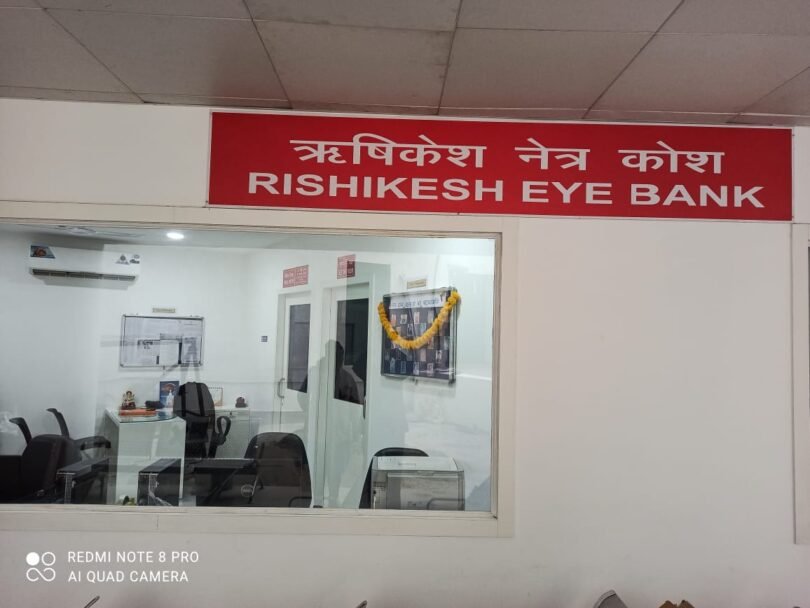 ऋषिकेश नेत्र कोश
RISHIKESH EYE BANK
REDMI NOTE 8 PRO
AI QUAD CAMERA